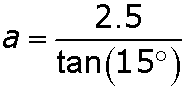 a = 2.5 / tan(15°)